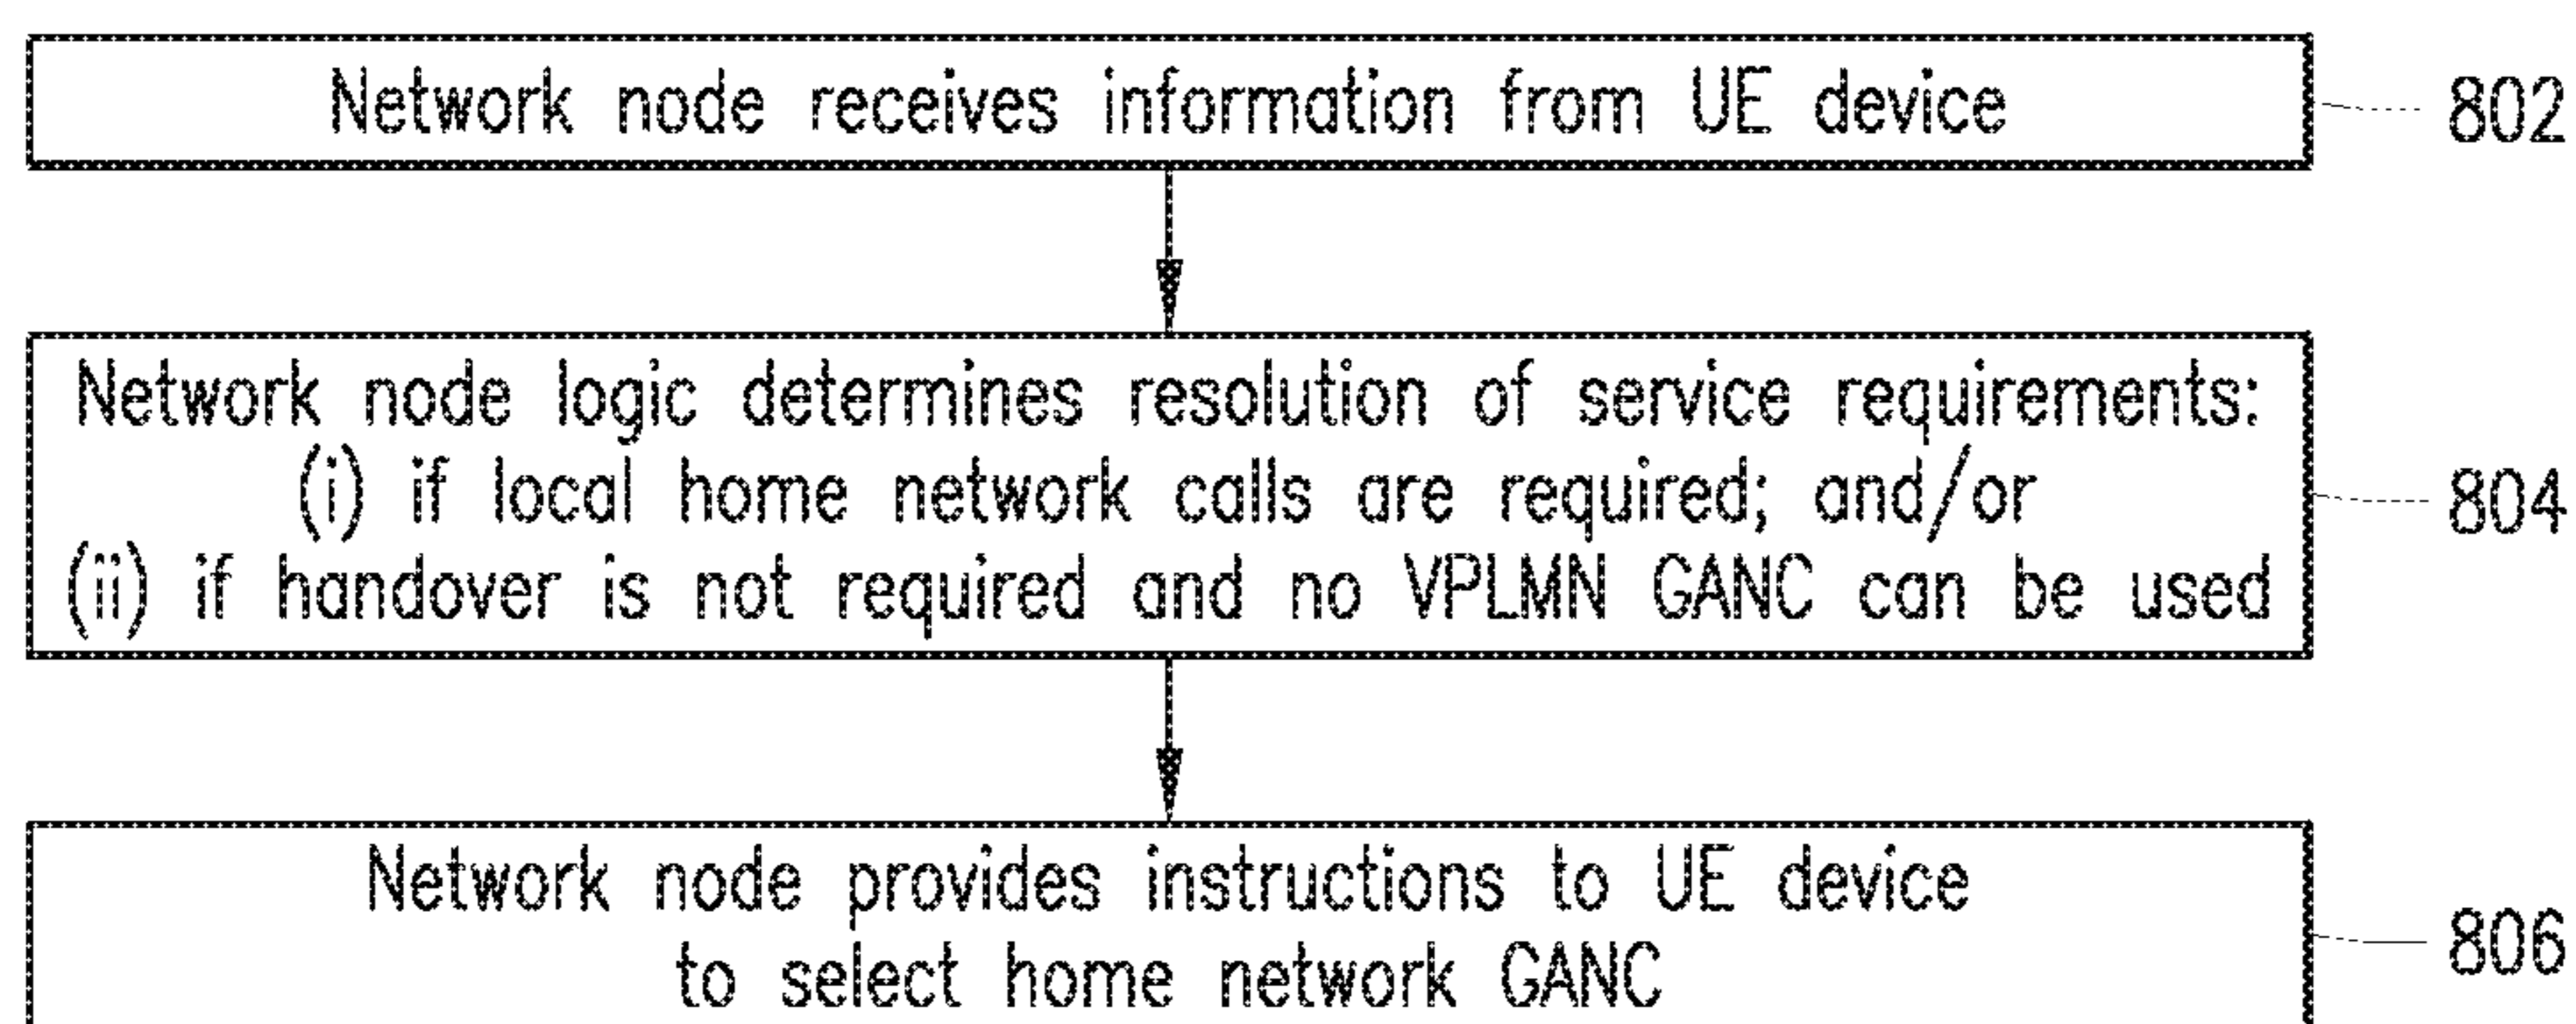 Network node receives information from UE device
802
Network node logic determines resolution of service requirements:
(i) if local home network calls are required; and/or
(ii) if handover is not required and no VPLMN GANC can be used
804
Network node provides instructions to UE device
to select home network GANC
806